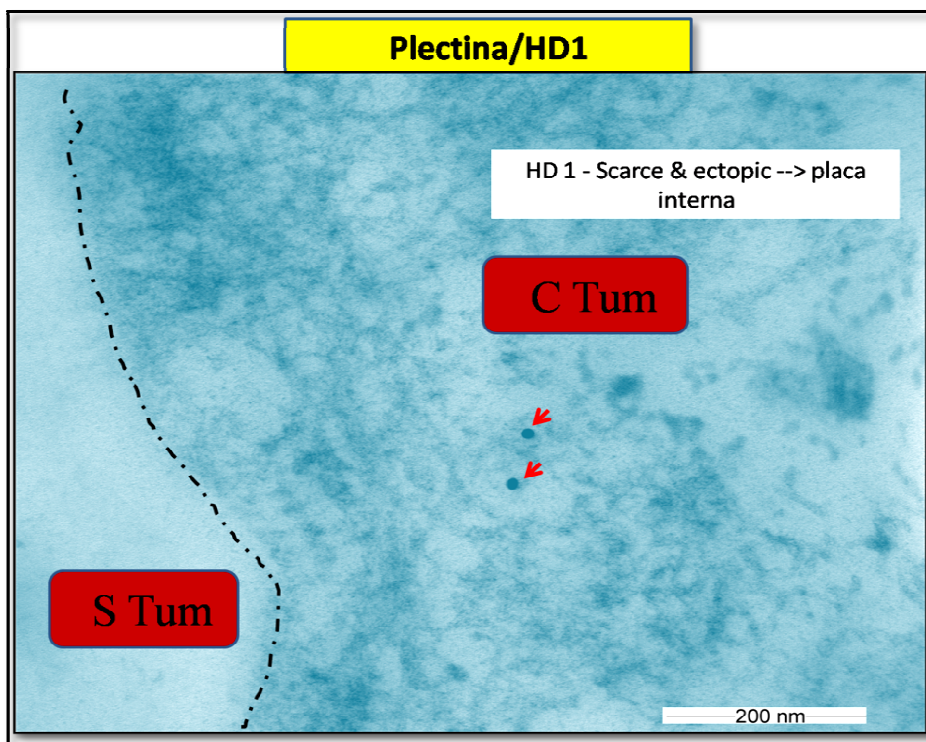 Plectina/HD1
HD 1 - Scarce & ectopic --> placa
interna
C Tum
S Tum
200 nm